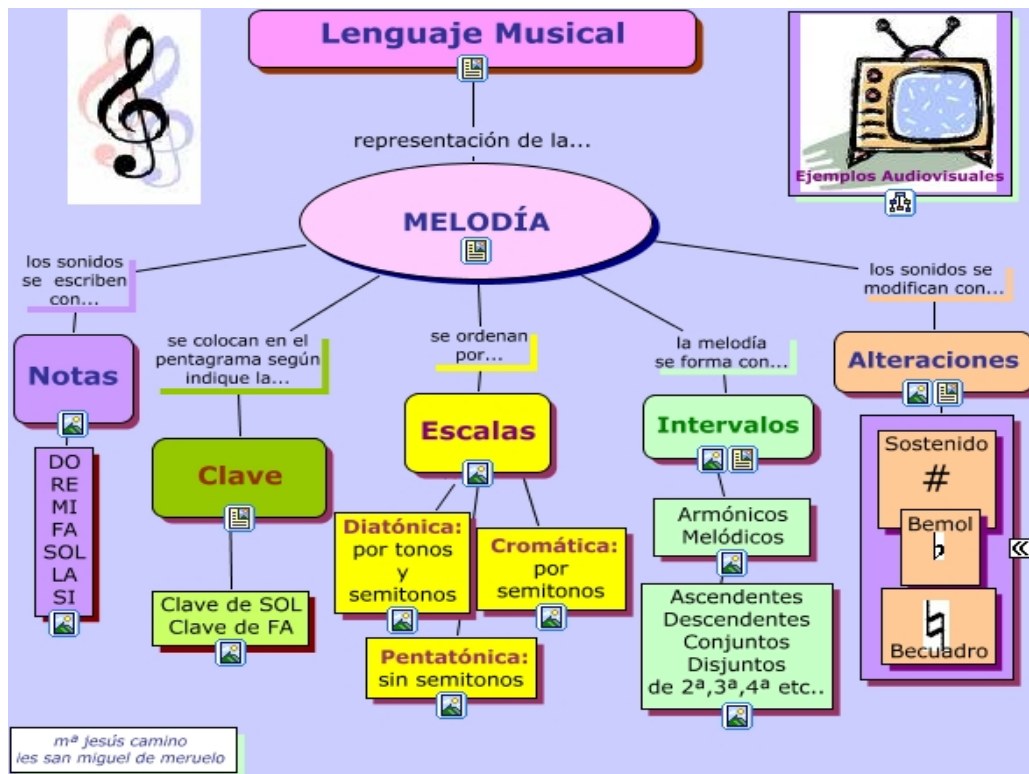 Lenguaje Musical
Ejemplos Audiovisuales
representación de la...
MELODÍA
los sonidos
se escriben
con...
Notas
DO
RE
MI
FA
SOL
LA
SI
se colocan en el
pentagrama según
indique la...
Clave
Clave de SOL
Clave de FA
se ordenan
por...
Escalas
Diatónica:
por tonos
y
semitonos
Cromática:
por
semitonos
Pentatónica:
sin semitonos
la melodía
se forma con...
Intervalos
Armónicos
Melódicos
Ascendentes
Descendentes
Conjuntos
Disjuntos
de 2ª,3ª,4ª etc..
los sonidos se
modifican con...
Alteraciones
Sostenido
#
Bemol
♭
♮
Becuadro
mª jesús camino
ies san miguel de meruelo